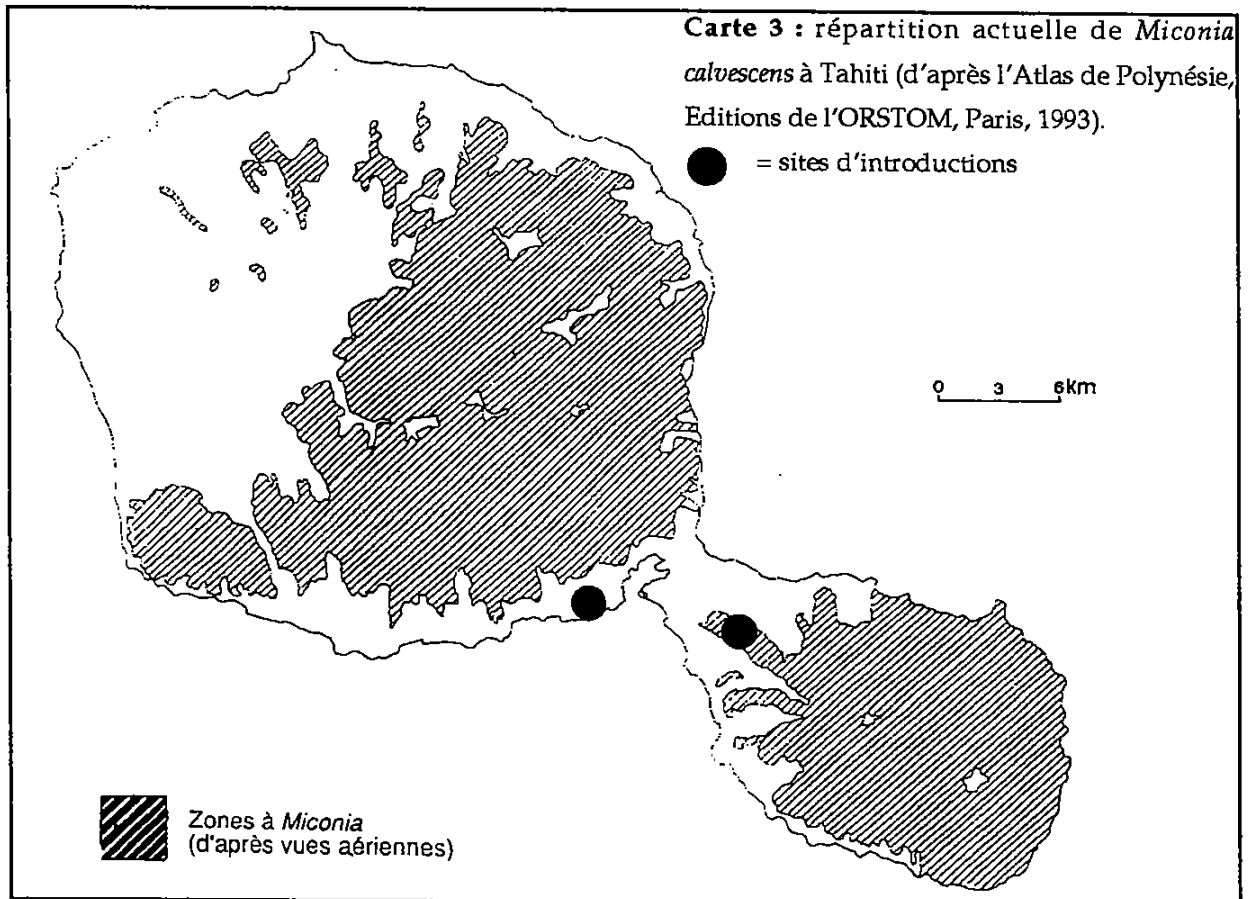 Carte 3 : répartition actuelle de Miconia
calvescens à Tahiti (d'après l'Atlas de Polynésie,
Editions de l'ORSTOM, Paris, 1993).
= sites d'introductions
0 3 6km
Zones à Miconia
(d'après vues aériennes)